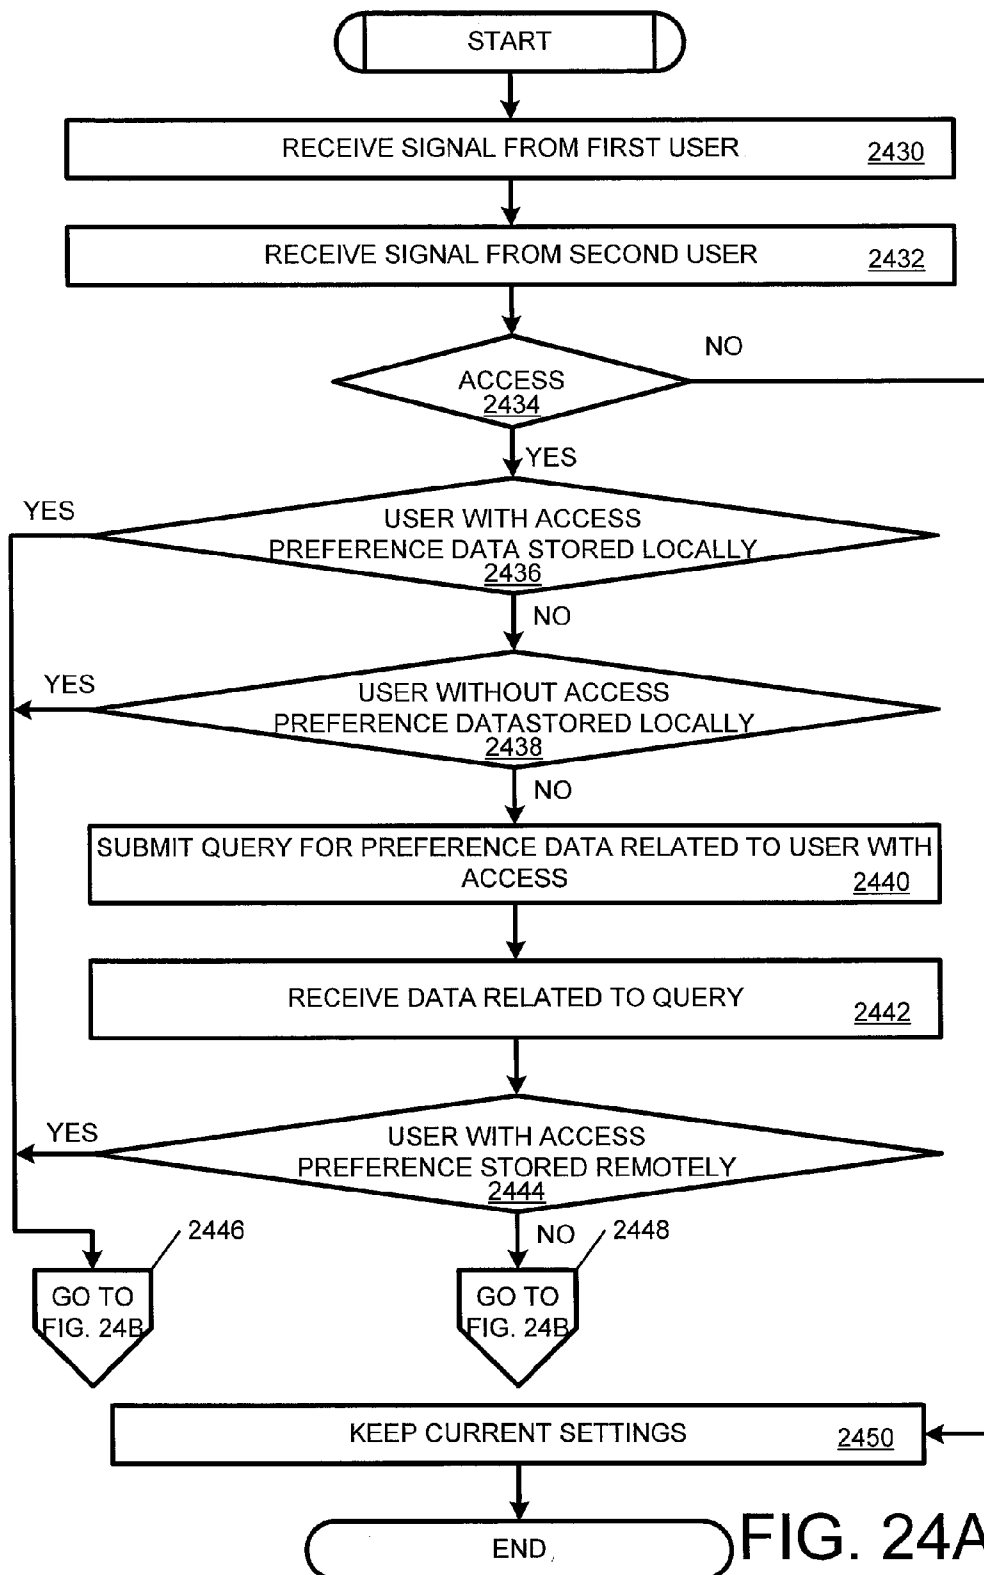 START
RECEIVE SIGNAL FROM FIRST USER 2430
RECEIVE SIGNAL FROM SECOND USER 2432
NO
ACCESS
2434
YES
YES
USER WITH ACCESS
PREFERENCE DATA STORED LOCALLY
2436
NO
YES
USER WITHOUT ACCESS
PREFERENCE DATASTORED LOCALLY
2438
NO
SUBMIT QUERY FOR PREFERENCE DATA RELATED TO USER WITH
ACCESS 2440
RECEIVE DATA RELATED TO QUERY 2442
YES
USER WITH ACCESS
PREFERENCE STORED REMOTELY
2444
NO
2446
2448
GO TO
FIG. 24B
GO TO
FIG. 24B
KEEP CURRENT SETTINGS 2450
END
FIG. 24A